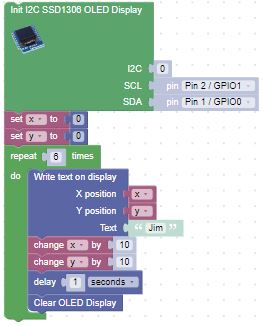 Init I2C SSD1306 OLED Display
I2C 0
SCL pin Pin 2 / GPIO1
SDA pin Pin 1 / GPIO0
set x to 0
set y to 0
repeat 6 times
do Write text on display
X position x
Y position y
Text “ Jim ”
change x by 10
change y by 10
delay 1 seconds
Clear OLED Display